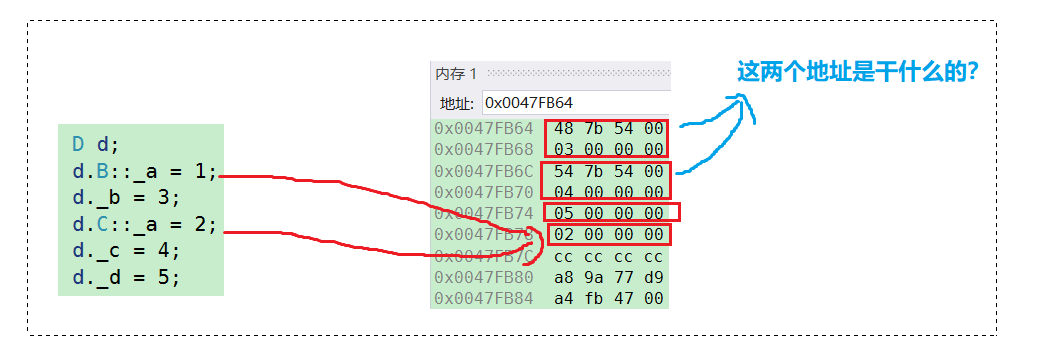 这两个地址是干什么的？
内存 1
地址: 0x0047FB64
0x0047FB64 48 7b 54 00
0x0047FB68 03 00 00 00
0x0047FB6C 54 7b 54 00
0x0047FB70 04 00 00 00
0x0047FB74 05 00 00 00
0x0047FB78 02 00 00 00
0x0047FB7C cc cc cc cc
0x0047FB80 a8 9a 77 d9
0x0047FB84 a4 fb 47 00
D d;
d.B::_a = 1;
d._b = 3;
d.C::_a = 2;
d._c = 4;
d._d = 5;